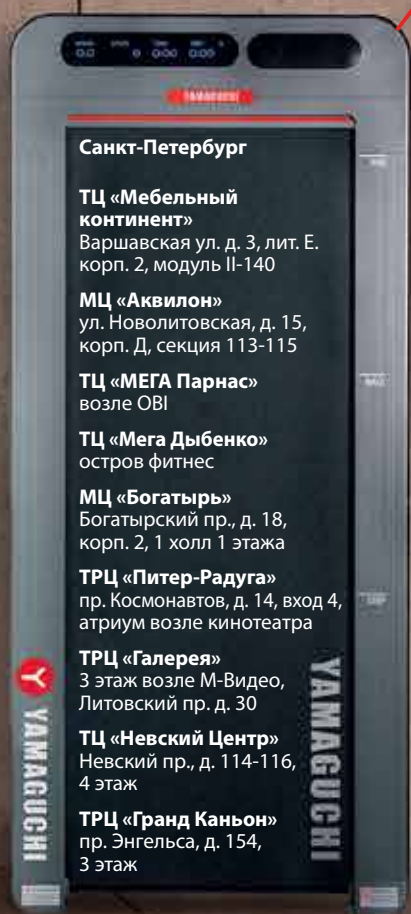 YAMAGUCHI
Санкт-Петербург
ТЦ «Мебельный
континент»
Варшавская ул. д. 3, лит. Е.
корп. 2, модуль II-140
МЦ «Аквилон»
ул. Новолитовская, д. 15,
корп. Д, секция 113-115
ТЦ «МЕГА Парнас»
возле OBI
ТЦ «Мега Дыбенко»
остров фитнес
МЦ «Богатырь»
Богатырский пр., д. 18,
корп. 2, 1 холл 1 этажа
ТРЦ «Питер-Радуга»
пр. Космонавтов, д. 14, вход 4,
атриум возле кинотеатра
ТРЦ «Галерея»
3 этаж возле М-Видео,
Литовский пр. д. 30
ТЦ «Невский Центр»
Невский пр., д. 114-116,
4 этаж
ТРЦ «Гранд Каньон»
пр. Энгельса, д. 154,
3 этаж
YAMAGUCHI
YAMAGUCHI